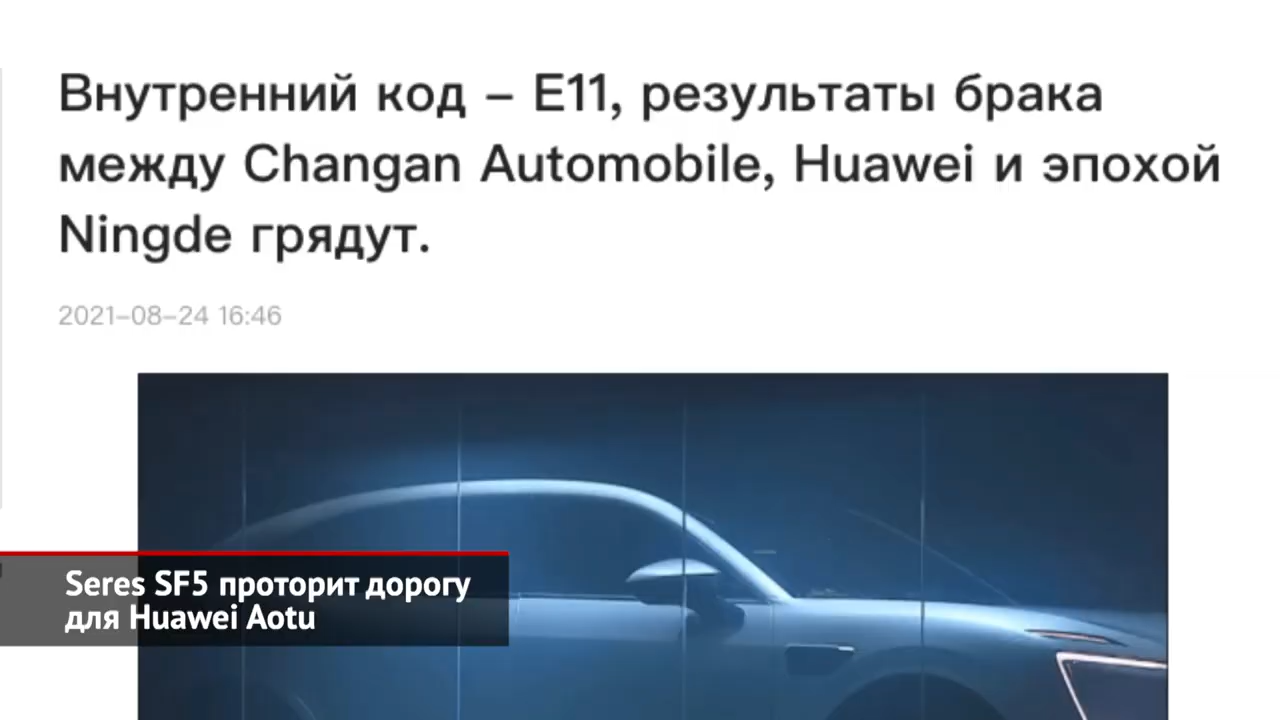 Внутренний код – E11, результаты брака
между Changan Automobile, Huawei и эпохой
Ningde грядут.
2021-08-24 16:46
Seres SF5 проторит дорогу
для Huawei Aotu